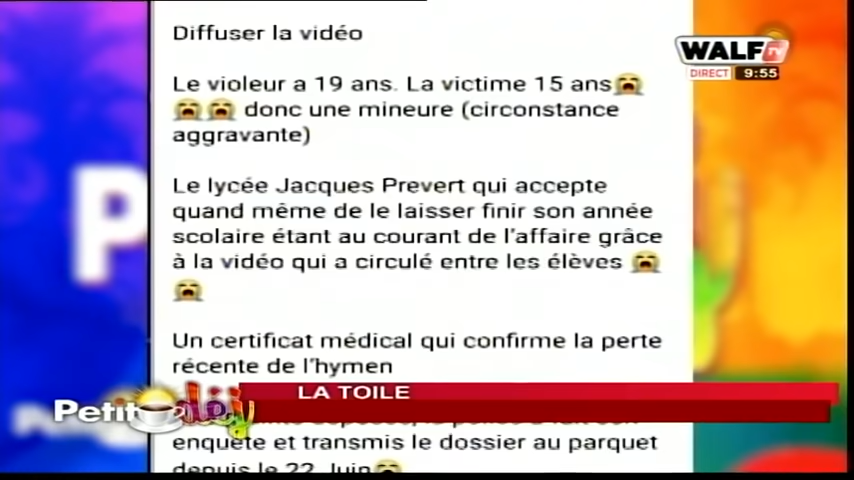 Diffuser la vidéo
WALF TV
DIRECT 9:55
Le violeur a 19 ans. La victime 15 ans😭
😭😭 donc une mineure (circonstance
aggravante)
Le lycée Jacques Prevert qui accepte
quand même de le laisser finir son année
scolaire étant au courant de l'affaire grâce
à la vidéo qui a circulé entre les élèves 😭
😭
Un certificat médical qui confirme la perte
récente de l'hymen
LA TOILE
Petit déj
enquête et transmis le dossier au parquet
depuis le 22 Juin😭